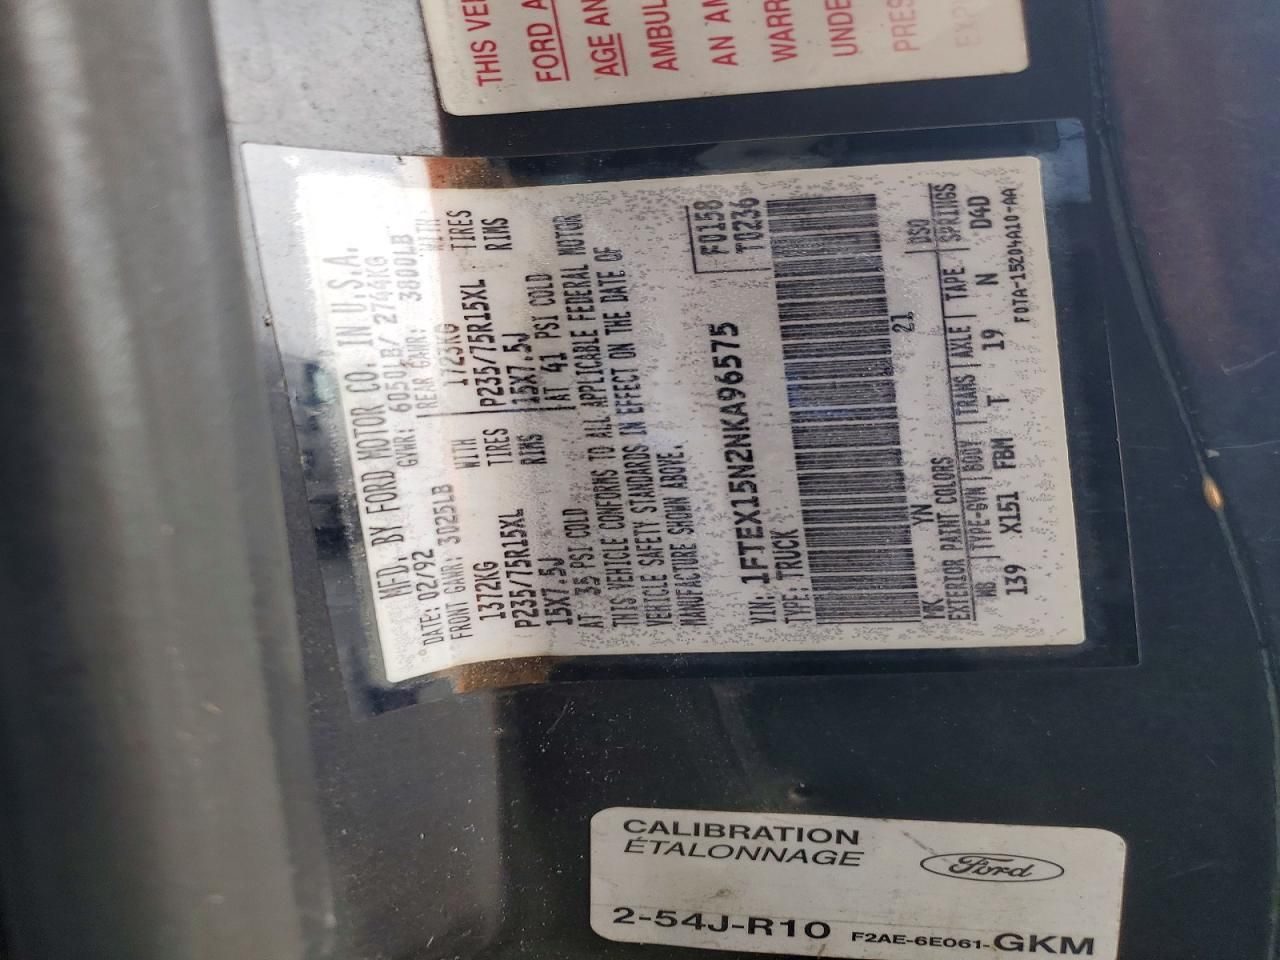 THIS VE
FORD A
AGE AN
AMBUL
AN AM
WARR
UNDE
PRES
EXP
MFD. BY FORD MOTOR CO. IN U.S.A.
DATE: 02/92 GVWR: 6050LB/ 2744KG
FRONT GAWR: 3025LB REAR GAWR: 3800LB
1372KG WITH 1723KG WITH
P235/75R15XL TIRES P235/75R15XL TIRES
15X7.5J RIMS 15X7.5J RIMS
AT 35 PSI COLD AT 41 PSI COLD
THIS VEHICLE CONFORMS TO ALL APPLICABLE FEDERAL MOTOR
VEHICLE SAFETY STANDARDS IN EFFECT ON THE DATE OF
MANUFACTURE SHOWN ABOVE.
F0158
T0236
VIN: 1FTEX15N2NKA96575
TYPE: TRUCK
21
MK YN
EXTERIOR PAINT COLORS DSO
WB TYPE-GVW BODY TRANS AXLE TAPE SPRINGS
139 X151 FBM T 19 N D4D
F0TA-15204A10-AA
CALIBRATION
ÉTALONNAGE
Ford
2-54J-R10 F2AE-6E061-GKM